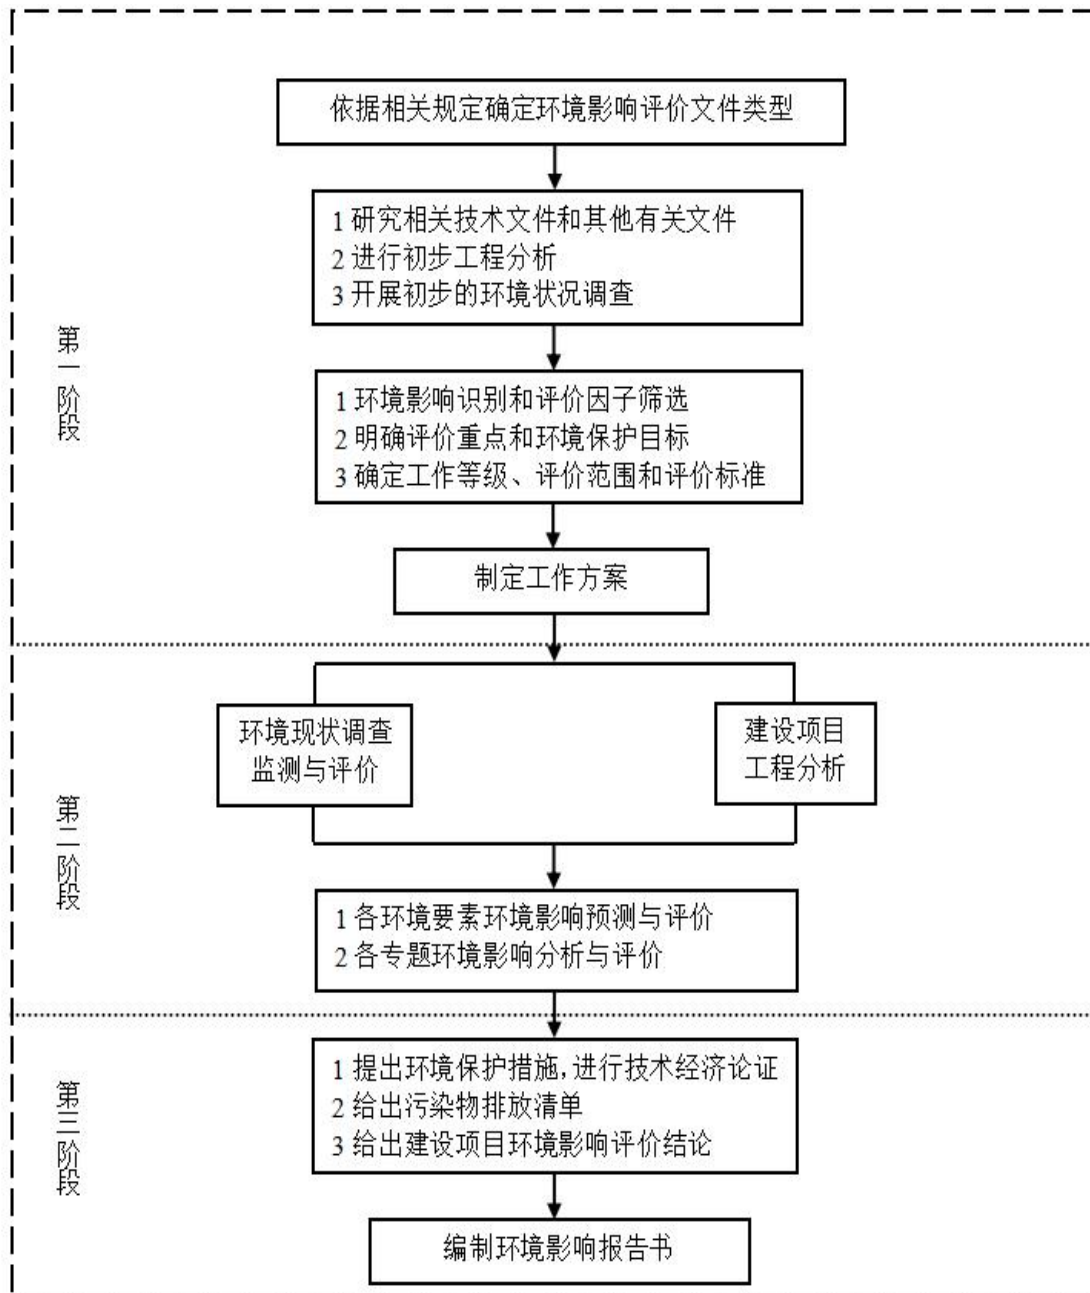 依据相关规定确定环境影响评价文件类型
1 研究相关技术文件和其他有关文件
2 进行初步工程分析
3 开展初步的环境状况调查
第一阶段
1 环境影响识别和评价因子筛选
2 明确评价重点和环境保护目标
3 确定工作等级、评价范围和评价标准
制定工作方案
环境现状调查
监测与评价
建设项目
工程分析
第二阶段
1 各环境要素环境影响预测与评价
2 各专题环境影响分析与评价
第三阶段
1 提出环境保护措施,进行技术经济论证
2 给出污染物排放清单
3 给出建设项目环境影响评价结论
编制环境影响报告书